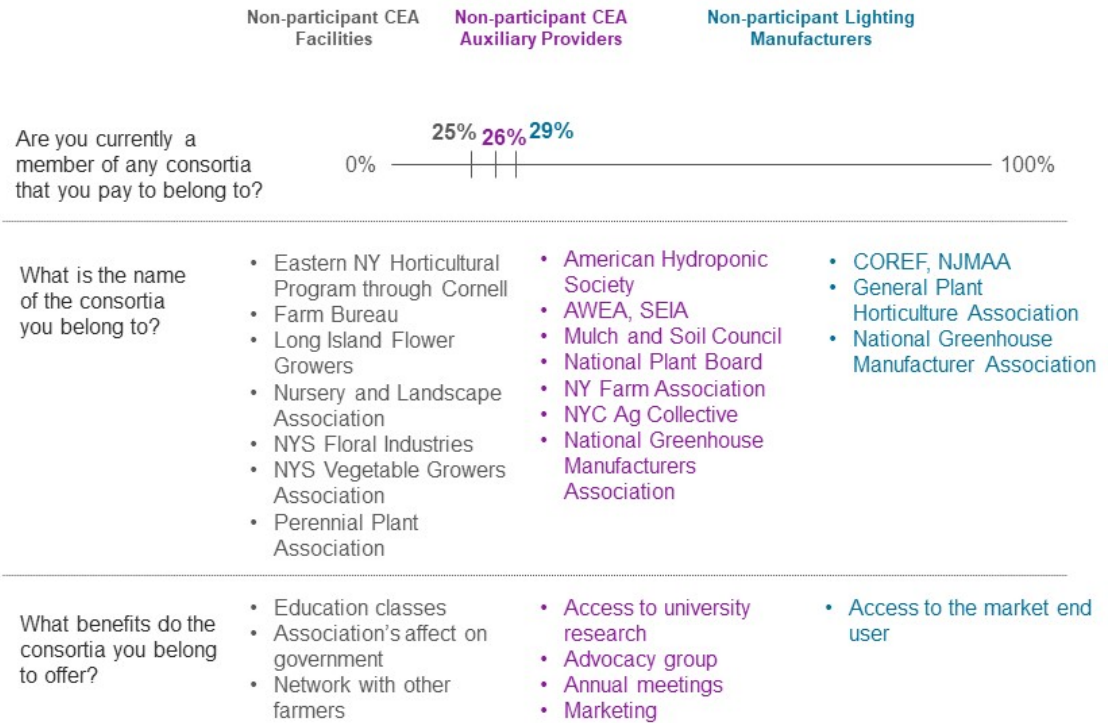 Non-participant CEA
Facilities
Non-participant CEA
Auxiliary Providers
Non-participant Lighting
Manufacturers
Are you currently a
member of any consortia
that you pay to belong to?
0%
25%
26%
29%
100%
What is the name
of the consortia
you belong to?
• Eastern NY Horticultural
Program through Cornell
• Farm Bureau
• Long Island Flower
Growers
• Nursery and Landscape
Association
• NYS Floral Industries
• NYS Vegetable Growers
Association
• Perennial Plant
Association
• American Hydroponic
Society
• AWEA, SEIA
• Mulch and Soil Council
• National Plant Board
• NY Farm Association
• NYC Ag Collective
• National Greenhouse
Manufacturers
Association
• COREF, NJMAA
• General Plant
Horticulture Association
• National Greenhouse
Manufacturer Association
What benefits do the
consortia you belong
to offer?
• Education classes
• Association's affect on
government
• Network with other
farmers
• Access to university
research
• Advocacy group
• Annual meetings
• Marketing
• Access to the market end
user